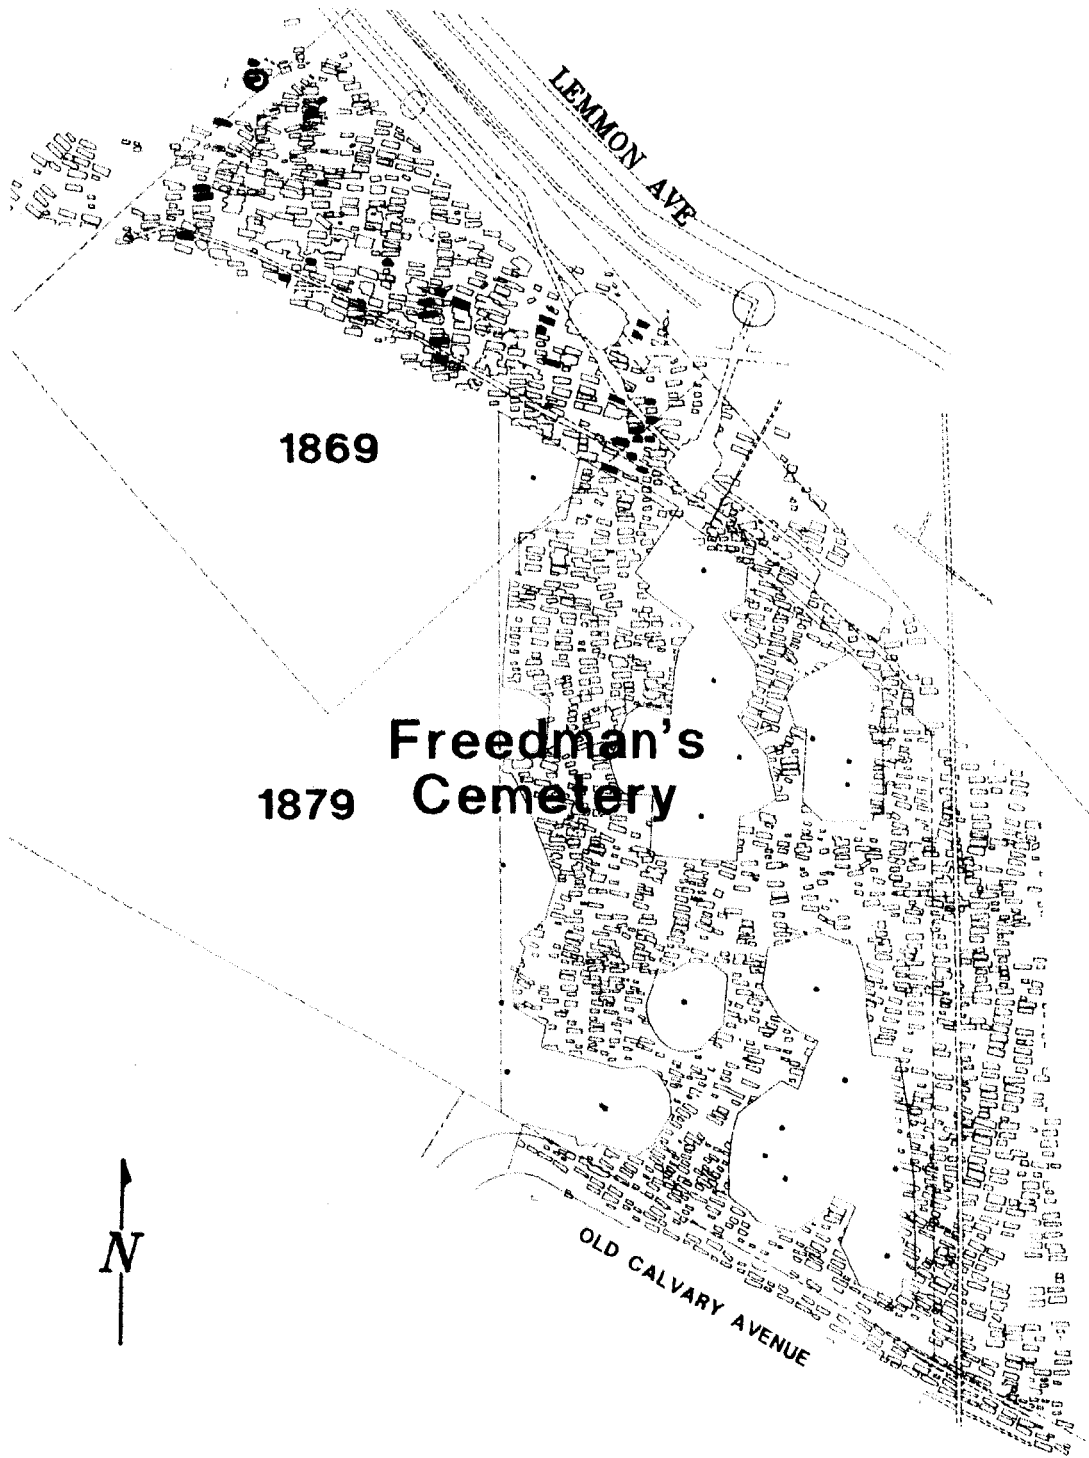 LEMMON AVE
1869
Freedman's
Cemetery
1879
N
OLD CALVARY AVENUE